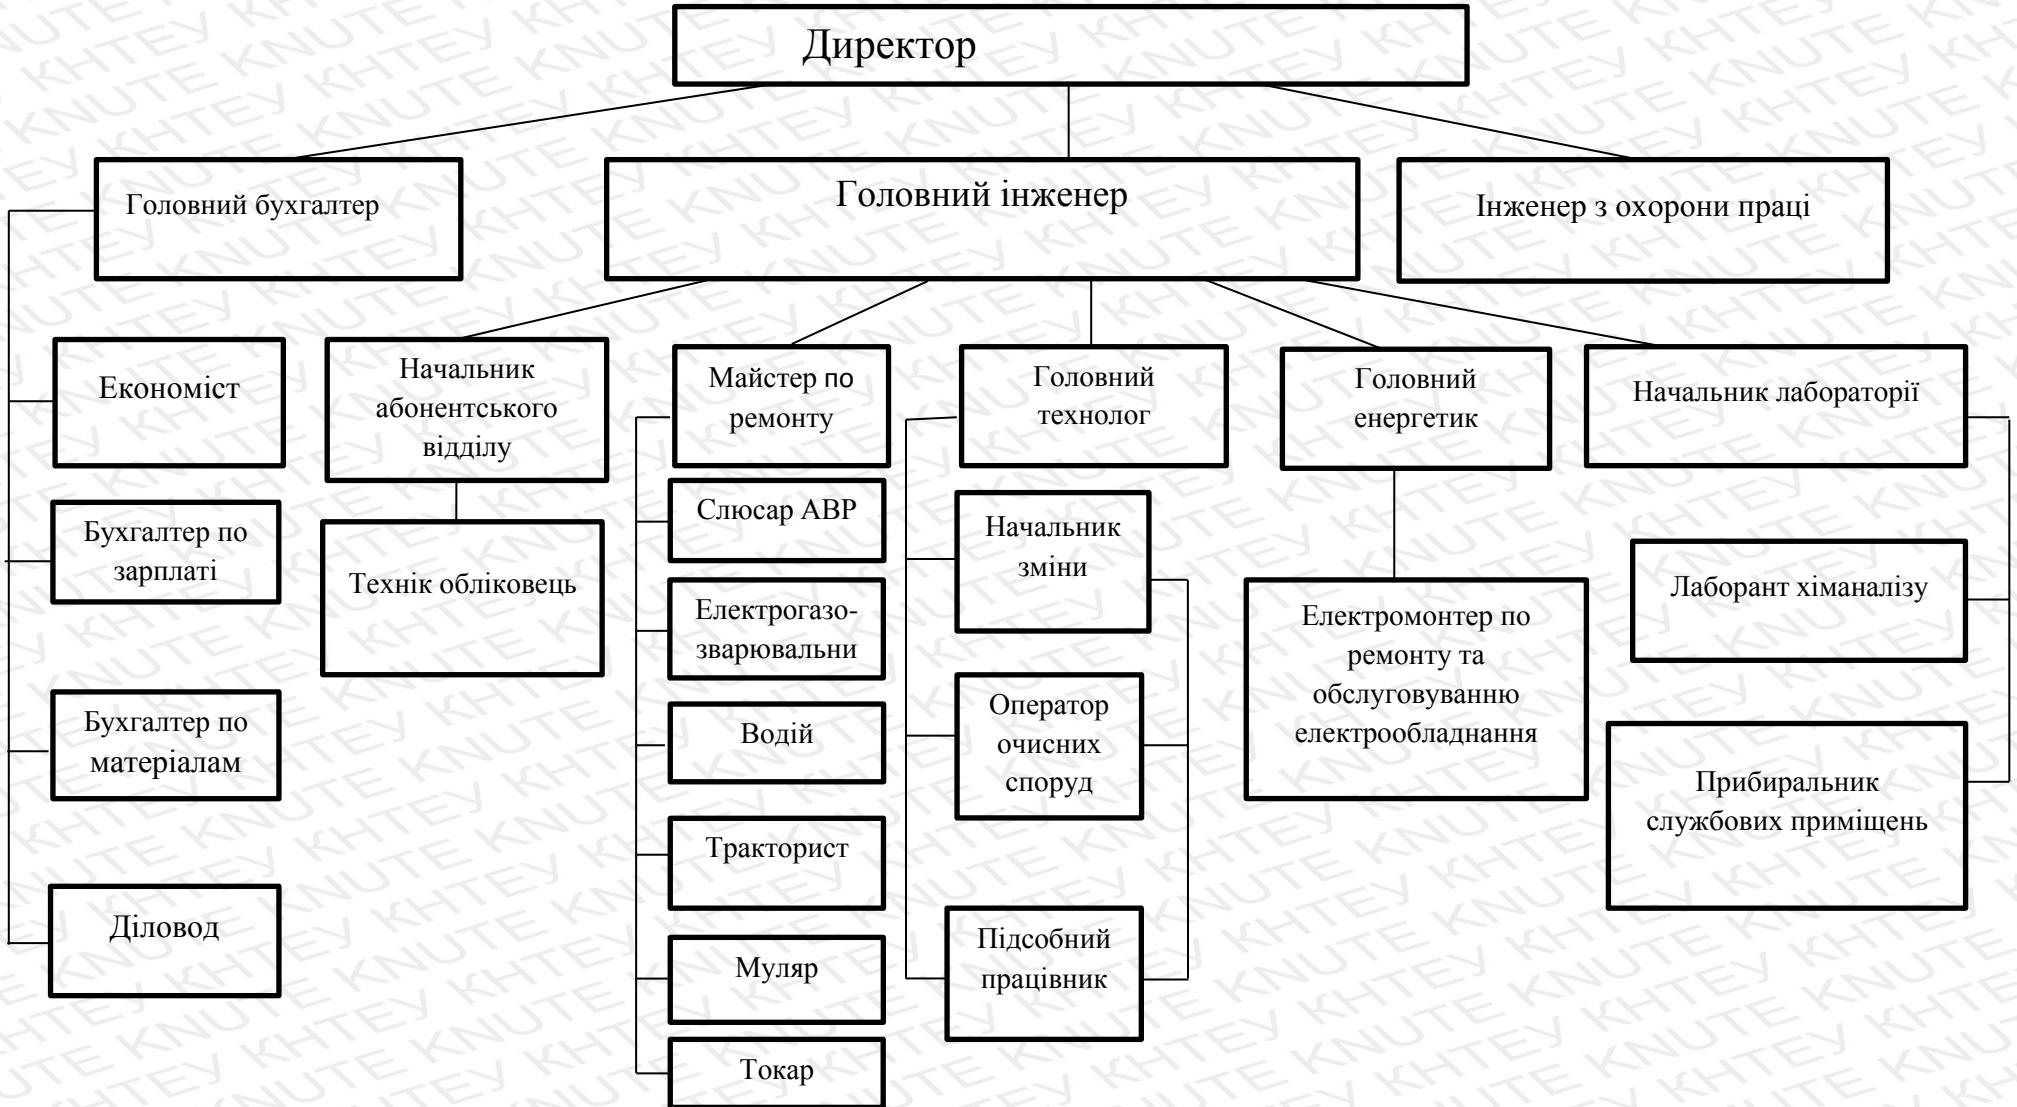 Директор
Головний бухгалтер
Головний інженер
Інженер з охорони праці
Економіст
Бухгалтер по
зарплаті
Бухгалтер по
матеріалам
Діловод
Начальник
абонентського
відділу
Технік обліковець
Майстер по
ремонту
Слюсар АВР
Електрогазо-
зварювальни
Водій
Тракторист
Муляр
Токар
Головний
технолог
Начальник
зміни
Оператор
очисних
споруд
Підсобний
працівник
Головний
енергетик
Електромонтер по
ремонту та
обслуговуванню
електрообладнання
Начальник лабораторії
Лаборант хіманалізу
Прибиральник
службових приміщень